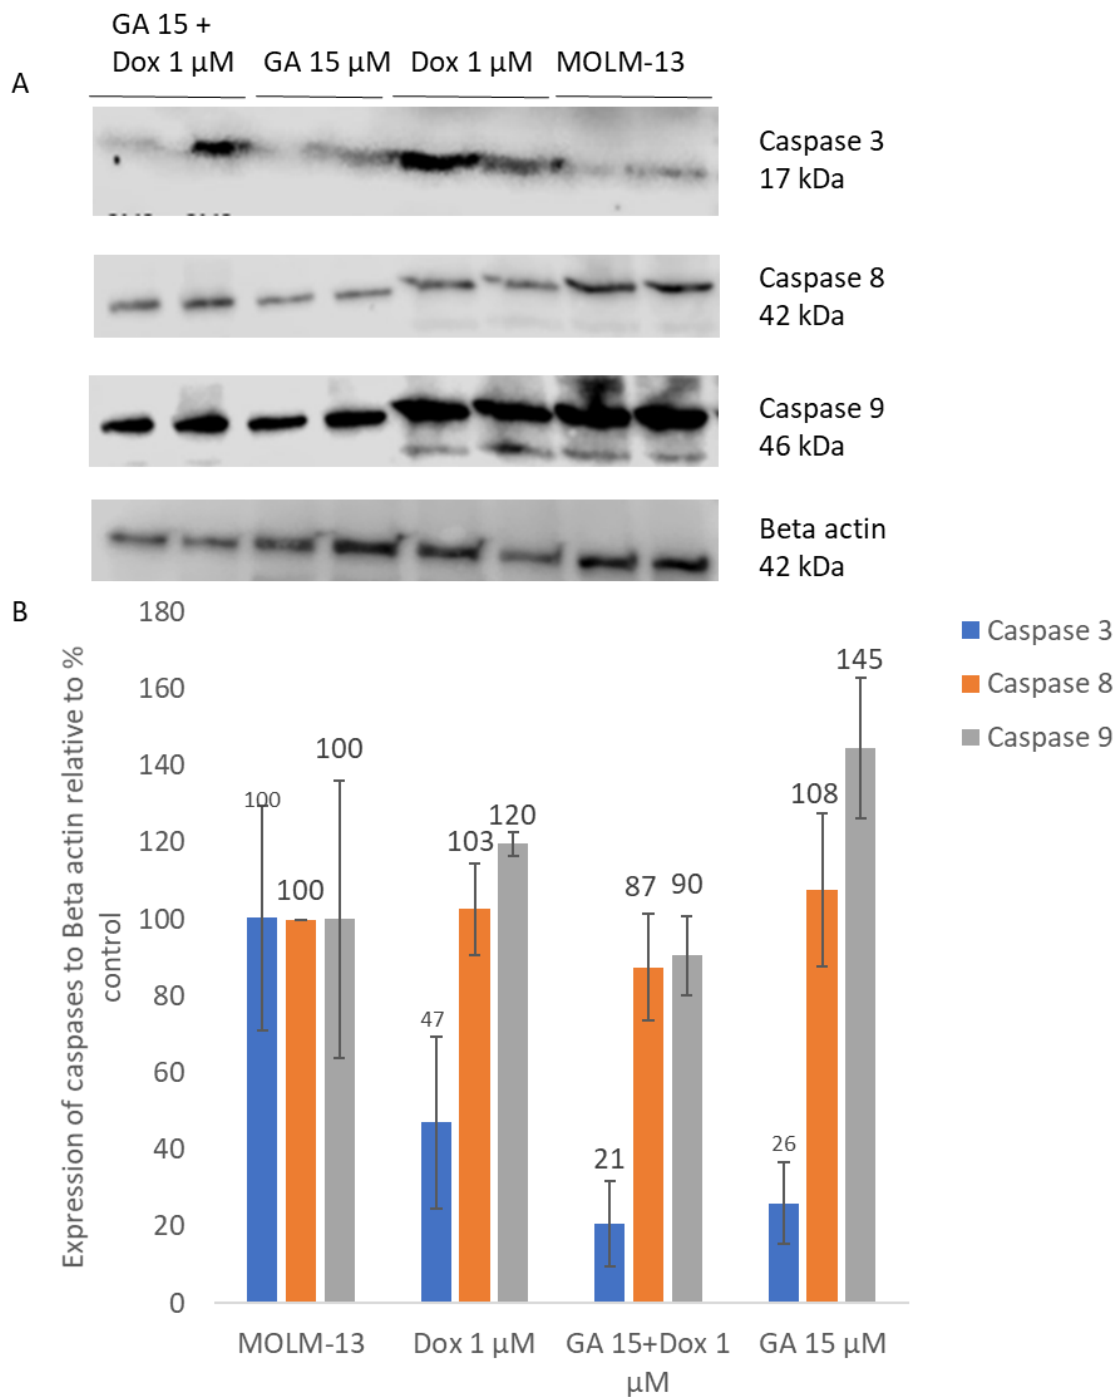 GA 15 +
Dox 1 μM GA 15 μM Dox 1 μM MOLM-13
A
Caspase 3
17 kDa
Caspase 8
42 kDa
Caspase 9
46 kDa
Beta actin
42 kDa
B
Expression of caspases to Beta actin relative to %
control
180
160
140
120
100
80
60
40
20
0
100
100
100
47
103
120
21
87
90
26
108
145
MOLM-13
Dox 1 μM
GA 15+Dox 1
μM
GA 15 μM
Caspase 3
Caspase 8
Caspase 9